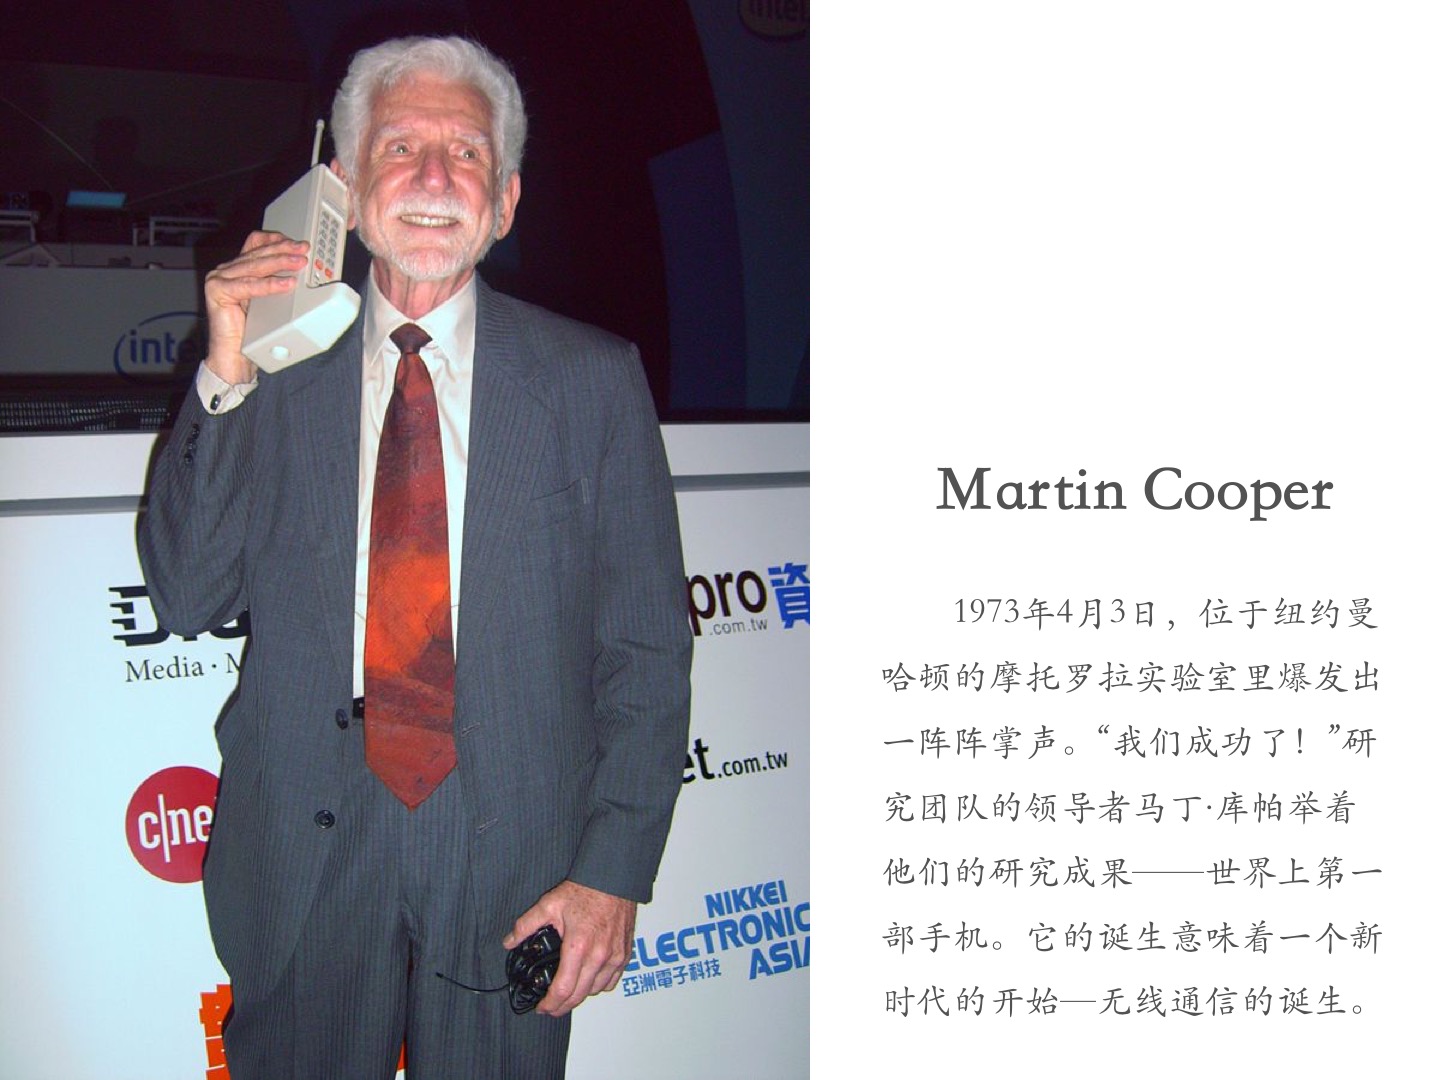 intel
intel
pro資
.com.tw
Media · M
et.com.tw
c|ne
NIKKEI
ELECTRONIC
ASIA
亞洲電子科技
Martin Cooper
1973年4月3日，位于纽约曼
哈顿的摩托罗拉实验室里爆发出
一阵阵掌声。“我们成功了！”研
究团队的领导者马丁·库帕举着
他们的研究成果——世界上第一
部手机。它的诞生意味着一个新
时代的开始—无线通信的诞生。